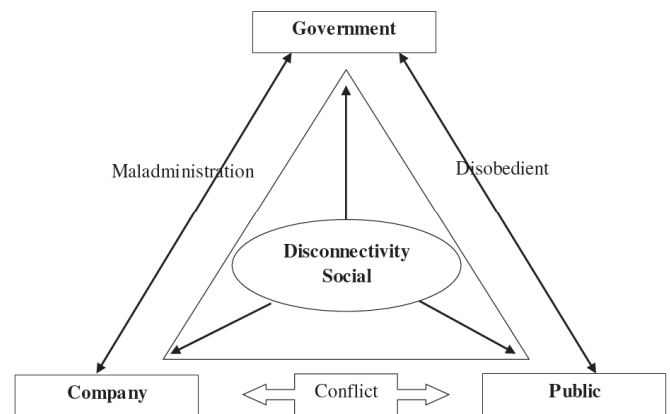 Government
Maladministration
Disobedient
Disconnectivity
Social
Company
Conflict
Public